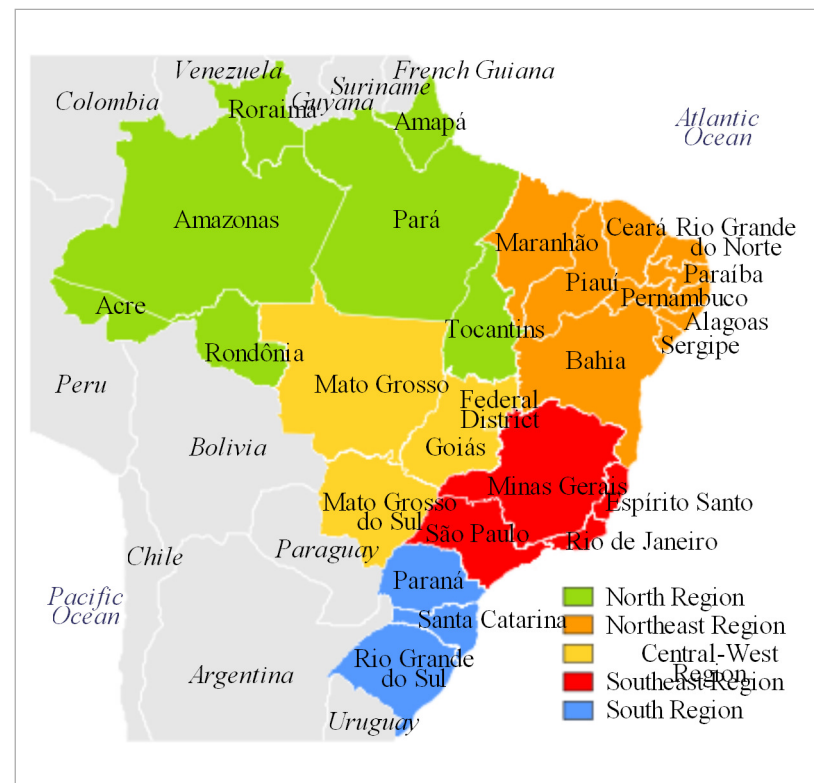 Venezuela
French Guiana
Suriname
Colombia
Guyana
Roraima
Amapá
Atlantic
Ocean
Amazonas
Pará
Maranhão
Ceará
Rio Grande
do Norte
Piauí
Paraíba
Pernambuco
Acre
Alagoas
Tocantins
Sergipe
Rondônia
Bahia
Peru
Mato Grosso
Federal
District
Bolivia
Goiás
Minas Gerais
Mato Grosso
do Sul
Espírito Santo
São Paulo
Rio de Janeiro
Paraguay
Chile
Paraná
Pacific
Ocean
Santa Catarina
Rio Grande
do Sul
Argentina
Uruguay
North Region
Northeast Region
Central-West
Region
Southeast Region
South Region